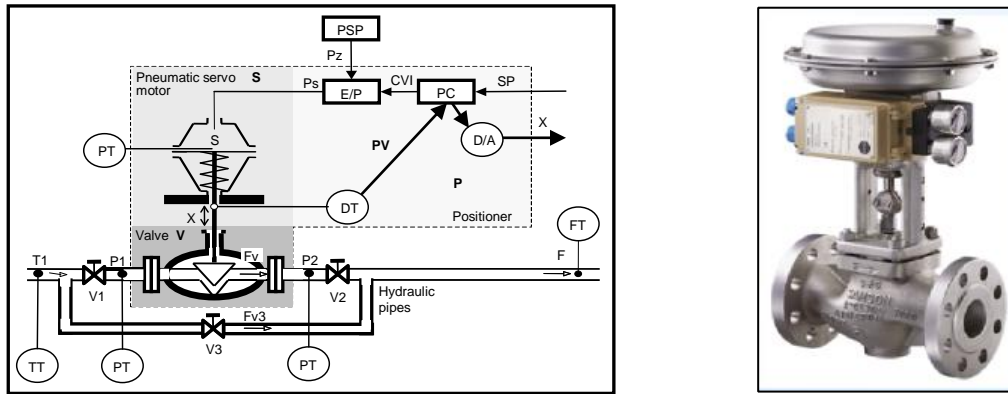 PSP
Pz
Pneumatic servo S
motor
Ps
E/P
CVI
PC
SP
S
PT
PV
D/A
X
P
DT
X
Positioner
Valve V
FT
T1
P1
Fv
P2
F
V1
V2
Hydraulic
pipes
Fv3
V3
TT
PT
PT
SAMSON